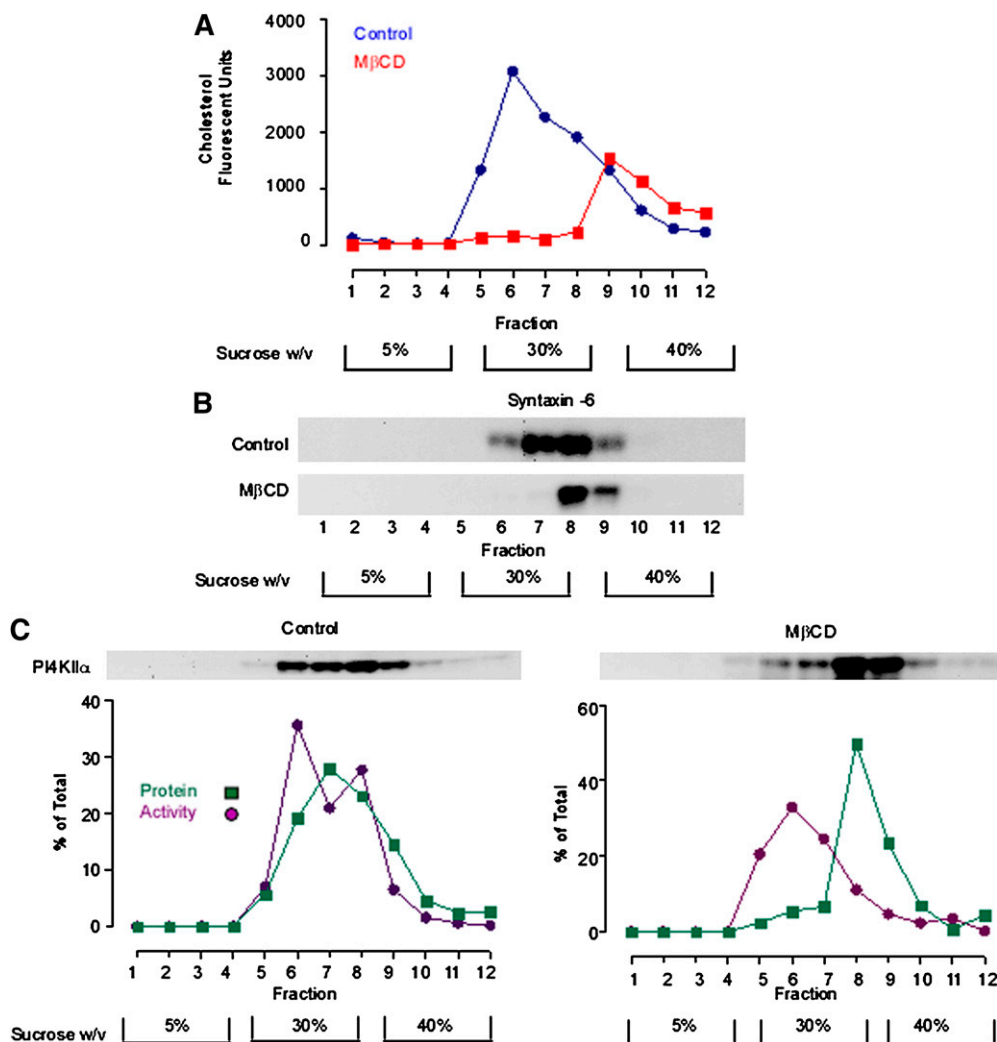 A
Control
MβCD
Cholesterol
Fluorescent Units
4000
3000
2000
1000
0
1 2 3 4 5 6 7 8 9 10 11 12
Fraction
Sucrose w/v 5% 30% 40%
B
Syntaxin -6
Control
MβCD
1 2 3 4 5 6 7 8 9 10 11 12
Fraction
Sucrose w/v 5% 30% 40%
C
Control
MβCD
PI4KIIα
% of Total
40
30
20
10
0
Protein
Activity
1 2 3 4 5 6 7 8 9 10 11 12
% of Total
60
40
20
0
1 2 3 4 5 6 7 8 9 10 11 12
Fraction
Sucrose w/v 5% 30% 40%
5% 30% 40%